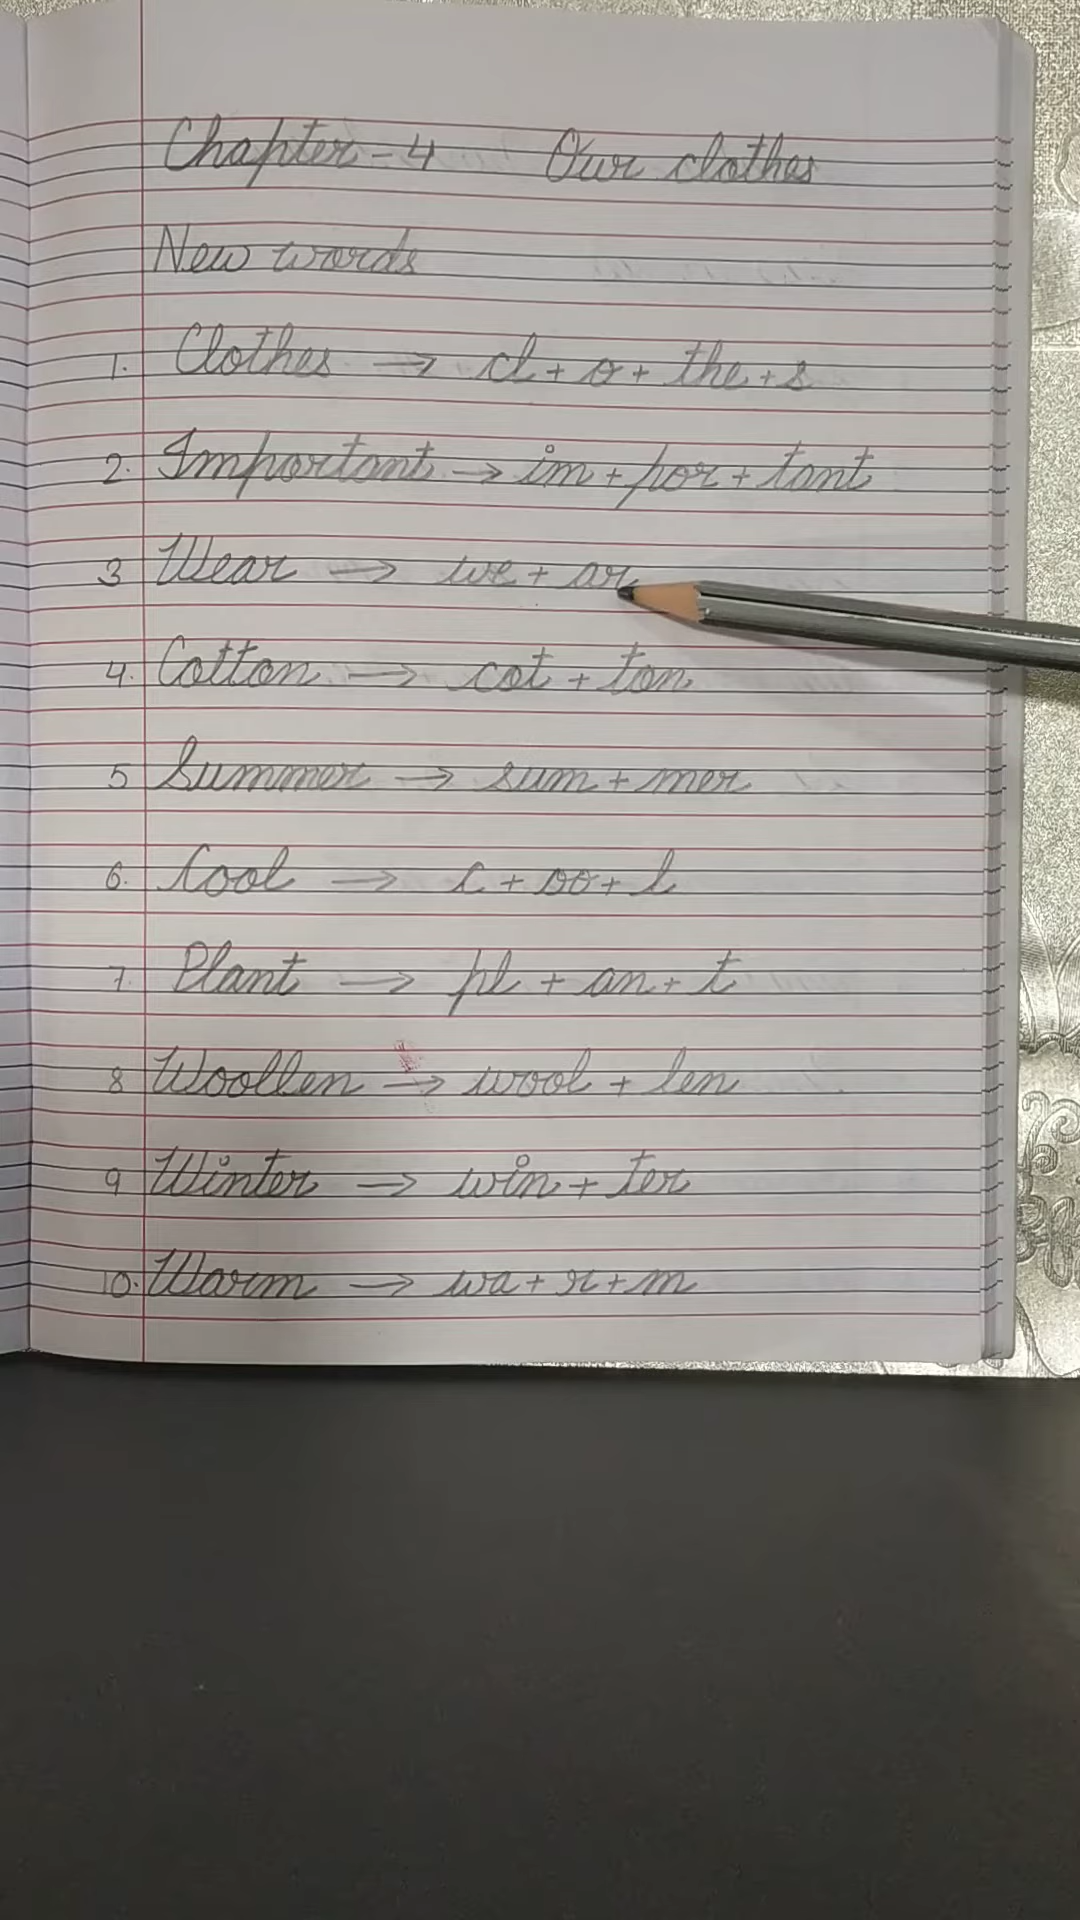 Chapter-4 Our clothes
New words
1. Clothes → cl + o + the + s
2. Important → im + por + tant
3 Wear → we + ar
4. Cotton → cot + ton
5 Summer → sum + mer
6. Cool → c + oo + l
7. Plant → pl + an + t
8 Woollen → wool + len
9 Winter → win + ter
10. Warm → wa + r + m